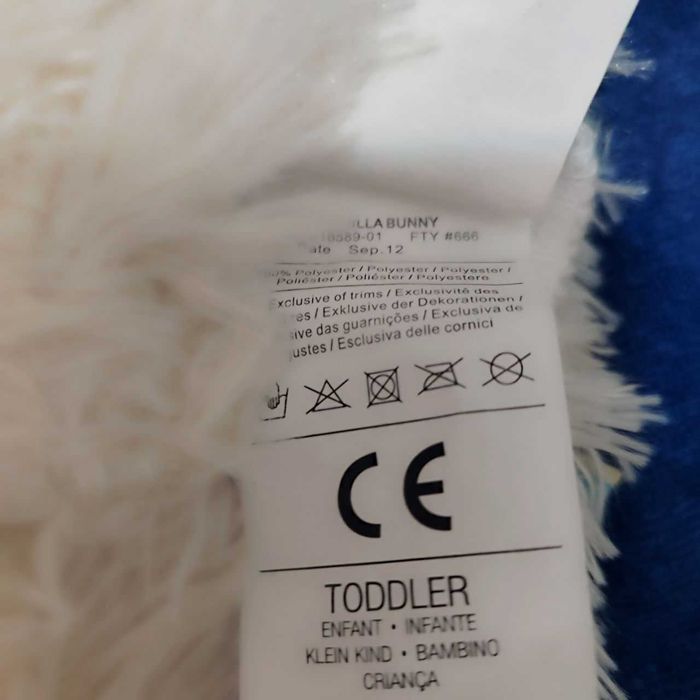 LLA BUNNY
18589-01 FTY #666
ate Sep.12
0% Polyester / Polyester / Polyester /
Poliéster / Poliéster / Polyestere
Exclusive of trims / Exclusivité des
es / Exklusive der Dekorationen /
ive das guarnições / Exclusiva de
justes / Esclusiva delle cornici
CE
TODDLER
ENFANT • INFANTE
KLEIN KIND • BAMBINO
CRIANÇA